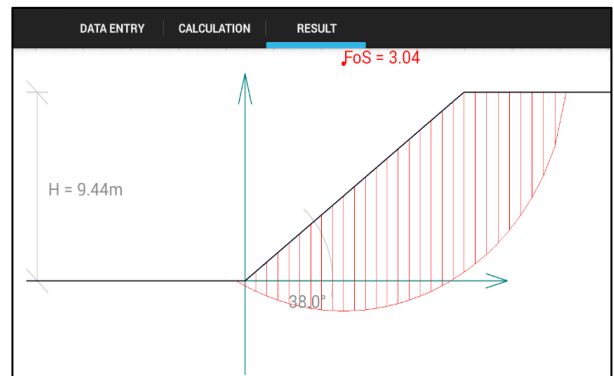 DATA ENTRY CALCULATION RESULT
FoS = 3.04
H = 9.44m
38.0°